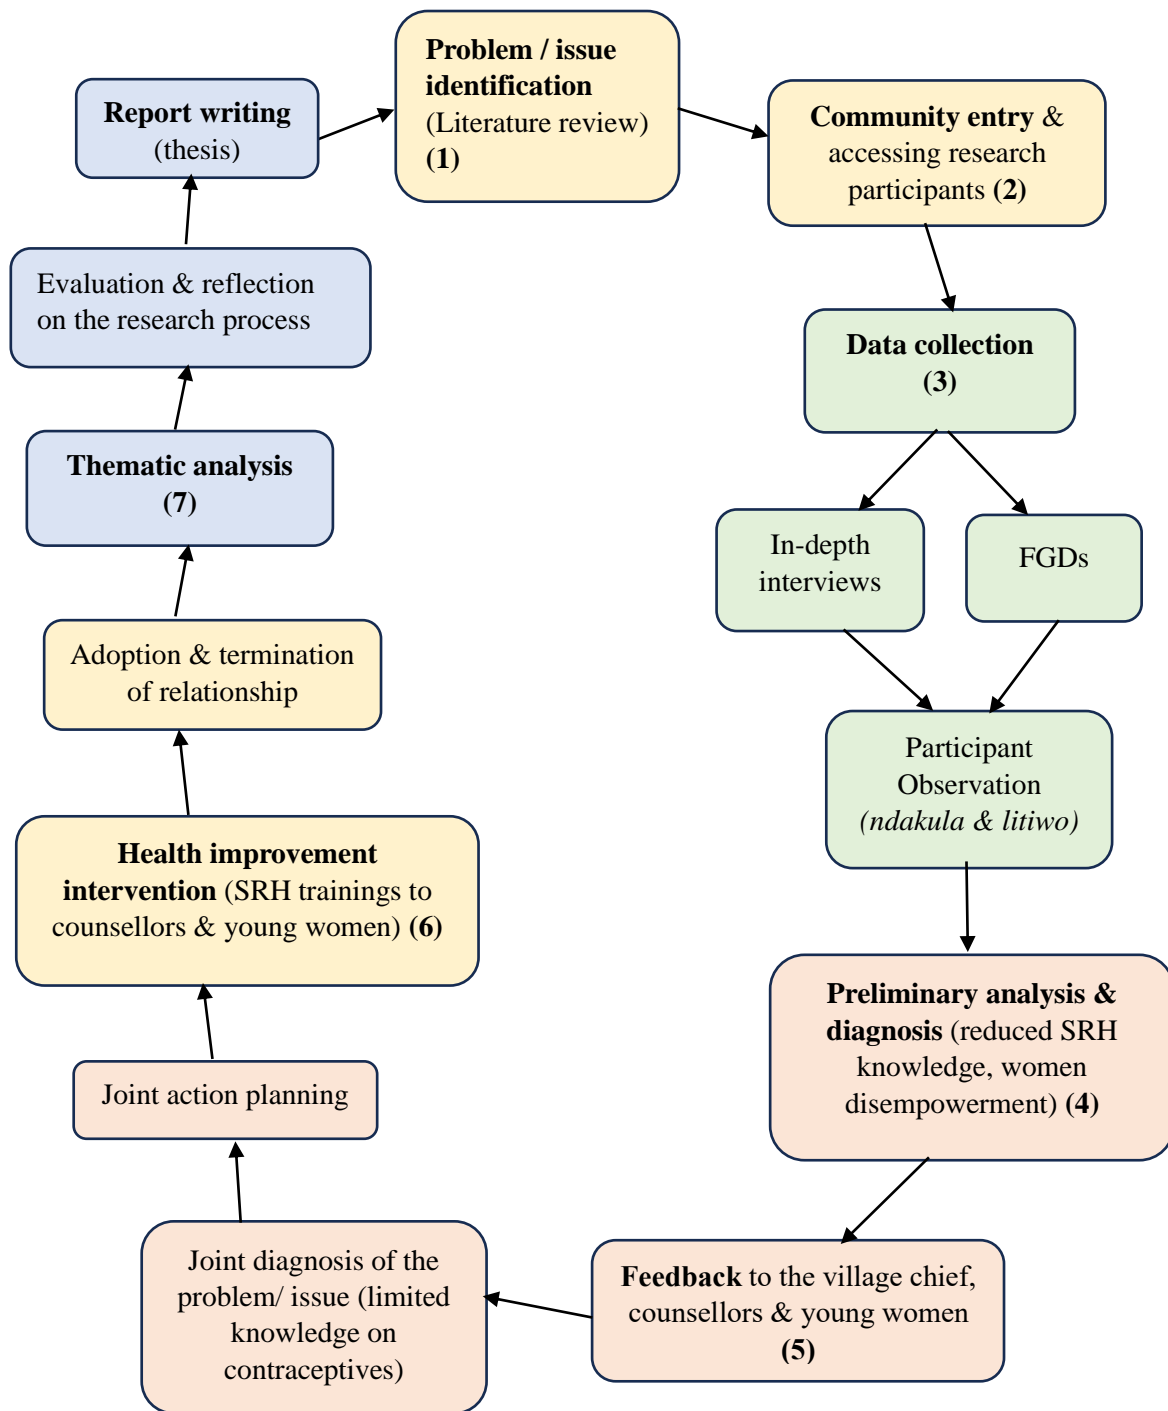 Problem / issue
identification
(Literature review)
(1)
Community entry &
accessing research
participants (2)
Data collection
(3)
In-depth
interviews
FGDs
Participant
Observation
(ndakula & litiwo)
Preliminary analysis &
diagnosis (reduced SRH
knowledge, women
disempowerment) (4)
Feedback to the village chief,
counsellors & young women
(5)
Joint diagnosis of the
problem/ issue (limited
knowledge on
contraceptives)
Joint action planning
Health improvement
intervention (SRH trainings to
counsellors & young women) (6)
Adoption & termination
of relationship
Thematic analysis
(7)
Evaluation & reflection
on the research process
Report writing
(thesis)